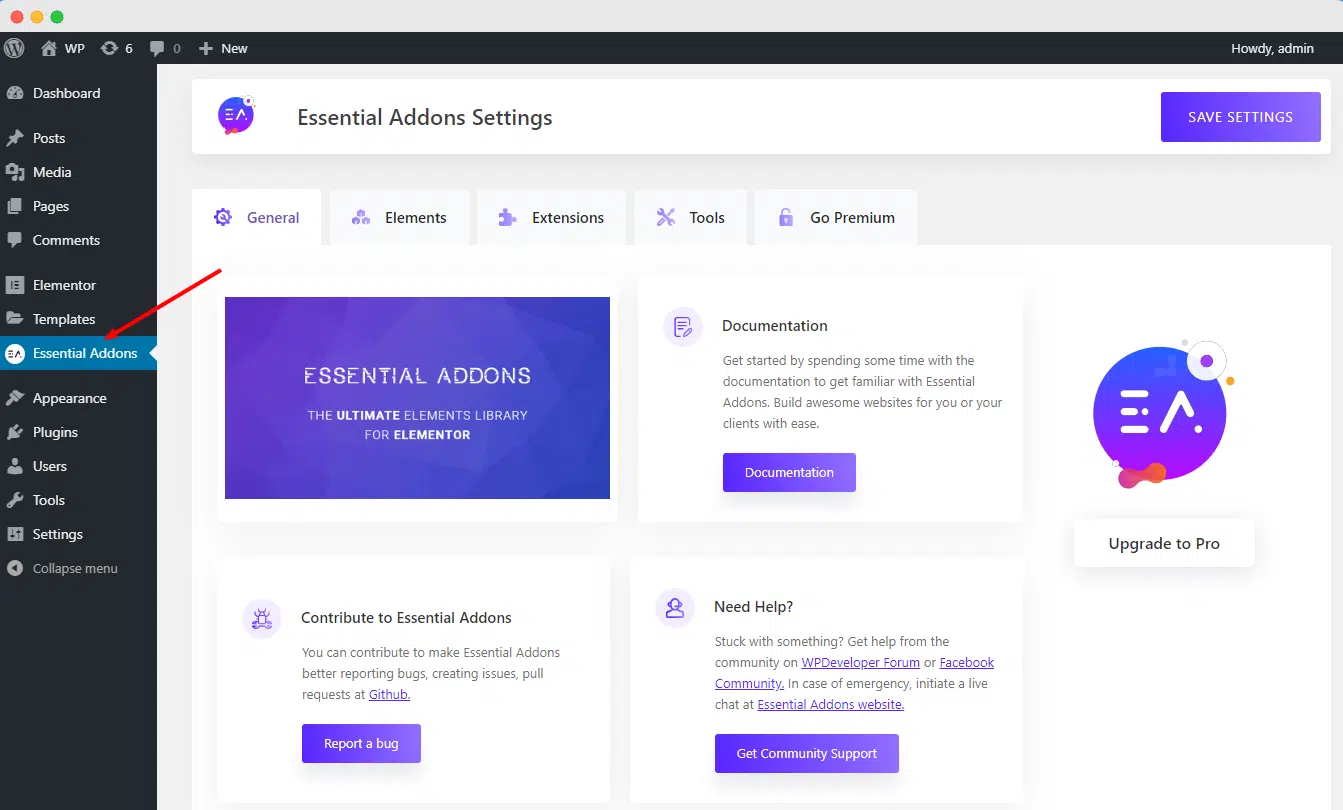 WP
6
0
New
Howdy, admin
Dashboard
Posts
Media
Pages
Comments
Elementor
Templates
Essential Addons
Appearance
Plugins
Users
Tools
Settings
Collapse menu
Essential Addons Settings
SAVE SETTINGS
General
Elements
Extensions
Tools
Go Premium
ESSENTIAL ADDONS
THE ULTIMATE ELEMENTS LIBRARY
FOR ELEMENTOR
Documentation
Get started by spending some time with the
documentation to get familiar with Essential
Addons. Build awesome websites for you or your
clients with ease.
Documentation
Upgrade to Pro
Contribute to Essential Addons
You can contribute to make Essential Addons
better reporting bugs, creating issues, pull
requests at Github.
Report a bug
Need Help?
Stuck with something? Get help from the
community on WPDeveloper Forum or Facebook
Community. In case of emergency, initiate a live
chat at Essential Addons website.
Get Community Support